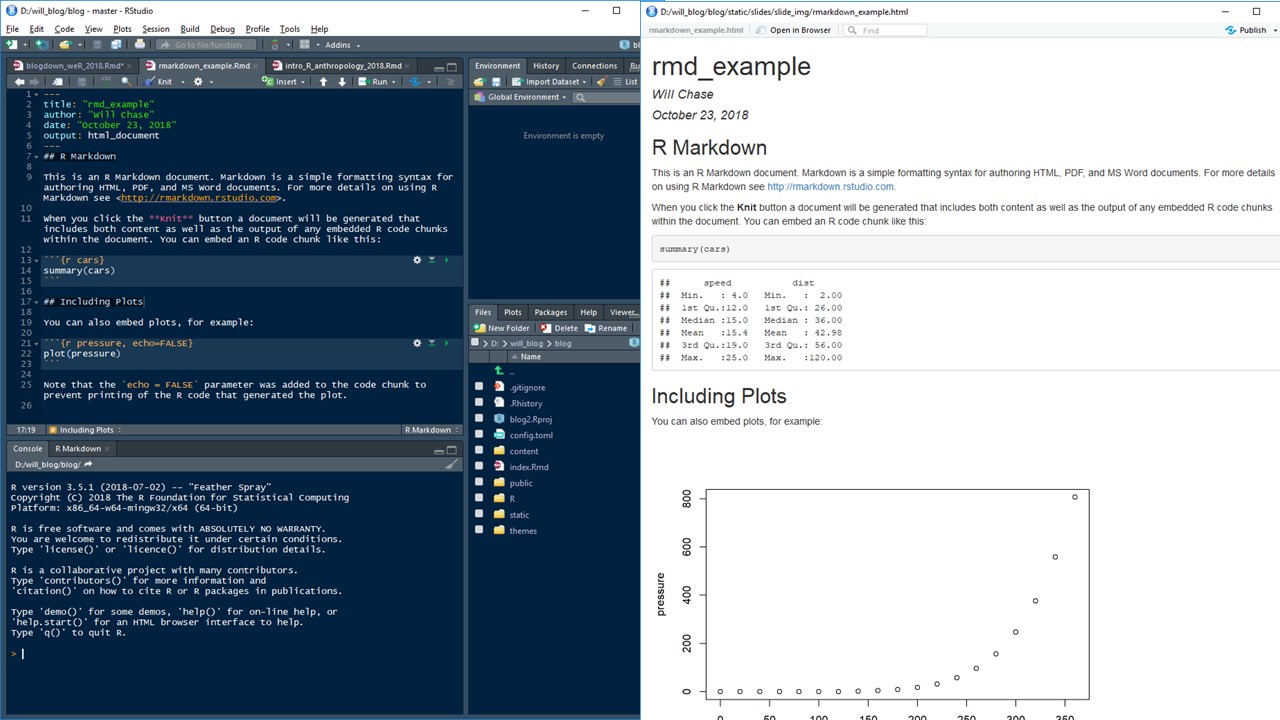 D:/will_blog/blog - master - RStudio
File Edit Code View Plots Session Build Debug Profile Tools Help
Go to file/function Addins
blogdown_weR_2018.Rmd* rmarkdown_example.Rmd intro_R_anthropology_2018.Rmd
ABC Knit Insert Run
1 ---
2 title: "rmd_example"
3 author: "Will Chase"
4 date: "October 23, 2018"
5 output: html_document
6 ---
7 ## R Markdown
8
9 This is an R Markdown document. Markdown is a simple formatting syntax for
authoring HTML, PDF, and MS Word documents. For more details on using R
Markdown see <http://rmarkdown.rstudio.com>.
10
11 When you click the **Knit** button a document will be generated that
includes both content as well as the output of any embedded R code chunks
within the document. You can embed an R code chunk like this:
12
13 ```{r cars}
14 summary(cars)
15 ```
16
17 ## Including Plots
18
19 You can also embed plots, for example:
20
21 ```{r pressure, echo=FALSE}
22 plot(pressure)
23 ```
24
25 Note that the `echo = FALSE` parameter was added to the code chunk to
prevent printing of the R code that generated the plot.
26
17:19 Including Plots R Markdown
Console R Markdown
D:/will_blog/blog/
R version 3.5.1 (2018-07-02) -- "Feather Spray"
Copyright (C) 2018 The R Foundation for Statistical Computing
Platform: x86_64-w64-mingw32/x64 (64-bit)
R is free software and comes with ABSOLUTELY NO WARRANTY.
You are welcome to redistribute it under certain conditions.
Type 'license()' or 'licence()' for distribution details.
R is a collaborative project with many contributors.
Type 'contributors()' for more information and
'citation()' on how to cite R or R packages in publications.
Type 'demo()' for some demos, 'help()' for on-line help, or
'help.start()' for an HTML browser interface to help.
Type 'q()' to quit R.
>
Environment History Connections Bu
Import Dataset List
Global Environment
Environment is empty
Files Plots Packages Help Viewer
New Folder Delete Rename
D: > will_blog > blog
Name
..
.gitignore
.Rhistory
blog2.Rproj
config.toml
content
index.Rmd
public
R
static
themes
D:/will_blog/blog/static/slides/slide_img/rmarkdown_example.html
rmarkdown_example.html Open in Browser Find Publish
rmd_example
Will Chase
October 23, 2018
R Markdown
This is an R Markdown document. Markdown is a simple formatting syntax for authoring HTML, PDF, and MS Word documents. For more details
on using R Markdown see http://rmarkdown.rstudio.com.
When you click the Knit button a document will be generated that includes both content as well as the output of any embedded R code chunks
within the document. You can embed an R code chunk like this:
summary(cars)
## speed dist
## Min. : 4.0 Min. : 2.00
## 1st Qu.:12.0 1st Qu.: 26.00
## Median :15.0 Median : 36.00
## Mean :15.4 Mean : 42.98
## 3rd Qu.:19.0 3rd Qu.: 56.00
## Max. :25.0 Max. :120.00
Including Plots
You can also embed plots, for example:
800
600
400
200
0
pressure
0 50 100 150 200 250 300 350